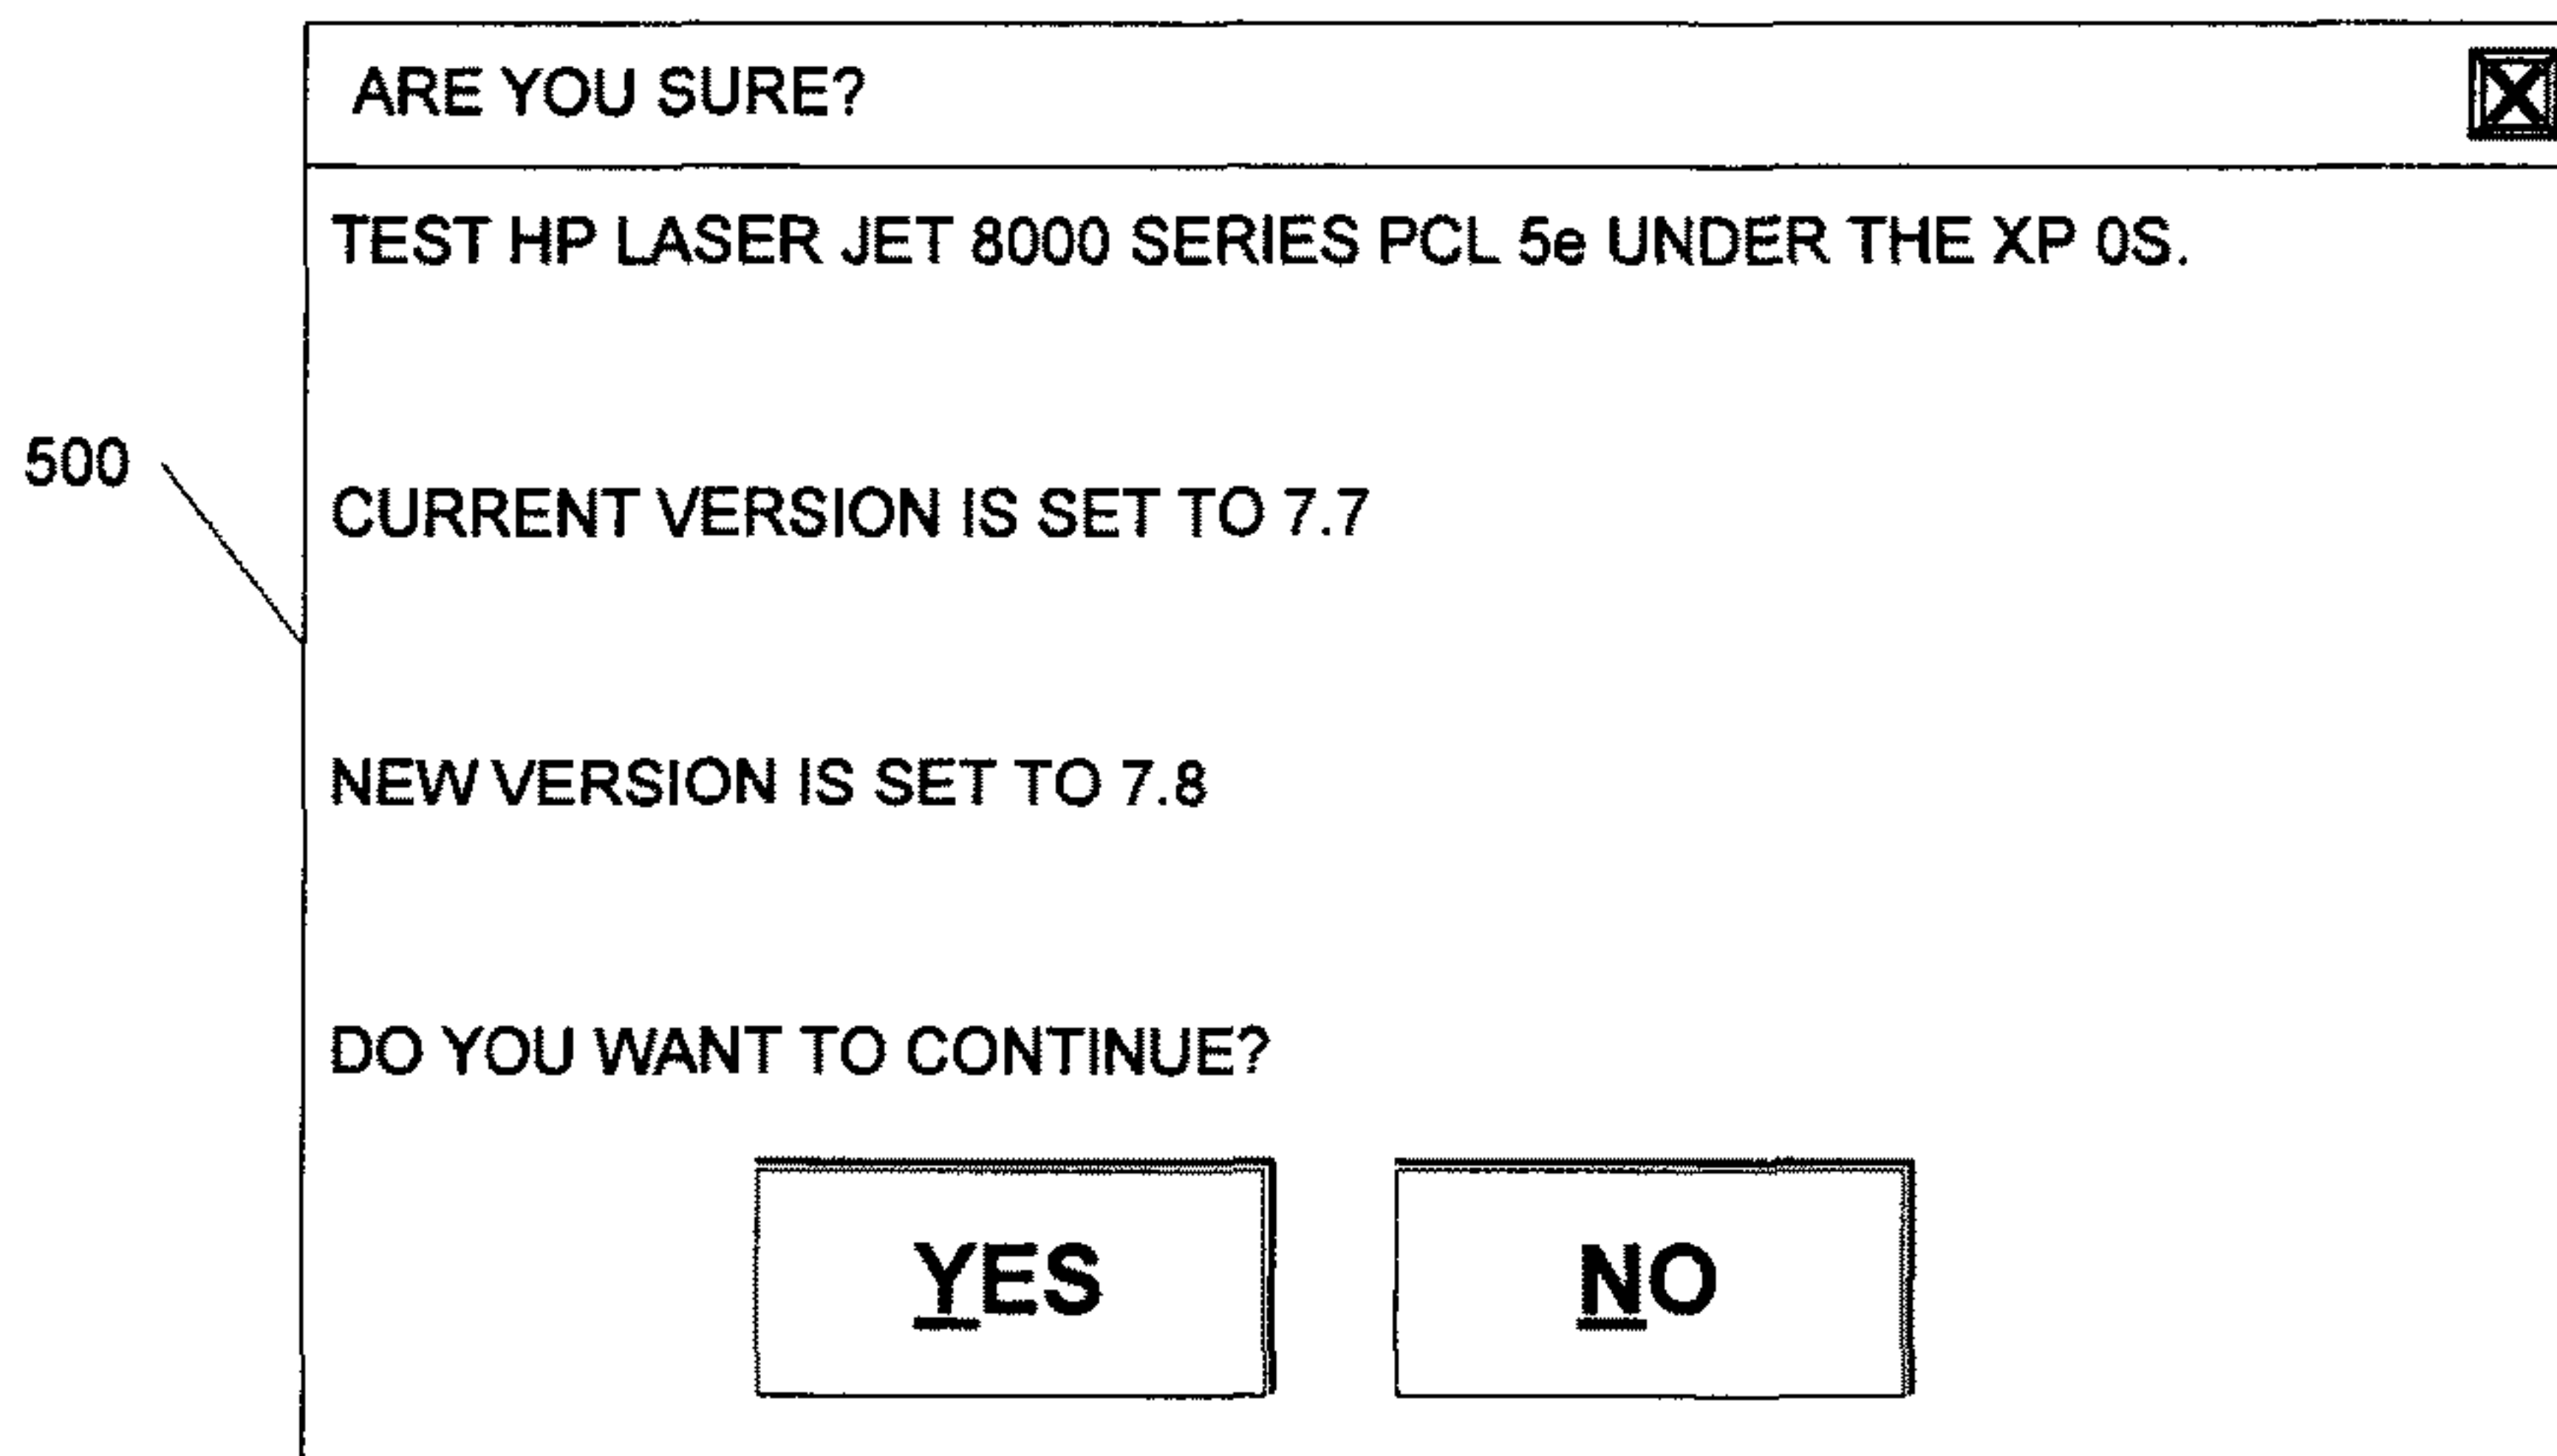 ARE YOU SURE? X
TEST HP LASER JET 8000 SERIES PCL 5e UNDER THE XP 0S.
500
CURRENT VERSION IS SET TO 7.7
NEW VERSION IS SET TO 7.8
DO YOU WANT TO CONTINUE?
YES NO